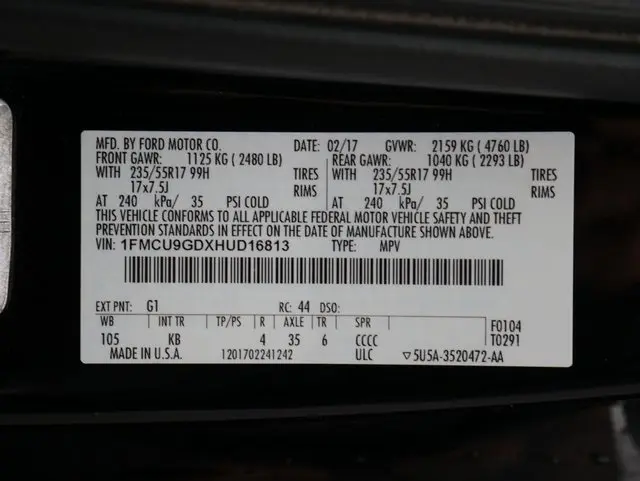 MFD. BY FORD MOTOR CO. DATE: 02/17 GVWR: 2159 KG ( 4760 LB)
FRONT GAWR: 1125 KG ( 2480 LB) REAR GAWR: 1040 KG ( 2293 LB)
WITH 235/55R17 99H TIRES WITH 235/55R17 99H TIRES
17x7.5J RIMS 17x7.5J RIMS
AT 240 kPa/ 35 PSI COLD AT 240 kPa/ 35 PSI COLD
THIS VEHICLE CONFORMS TO ALL APPLICABLE FEDERAL MOTOR VEHICLE SAFETY AND THEFT
PREVENTION STANDARDS IN EFFECT ON THE DATE OF MANUFACTURE SHOWN ABOVE.
VIN: 1FMCU9GDXHUD16813 TYPE: MPV
EXT PNT: G1 RC: 44 DSO:
WB INT TR TP/PS R AXLE TR SPR F0104
105 KB 4 35 6 CCCC T0291
MADE IN U.S.A. 1201702241242 ULC ▽5U5A-3520472-AA